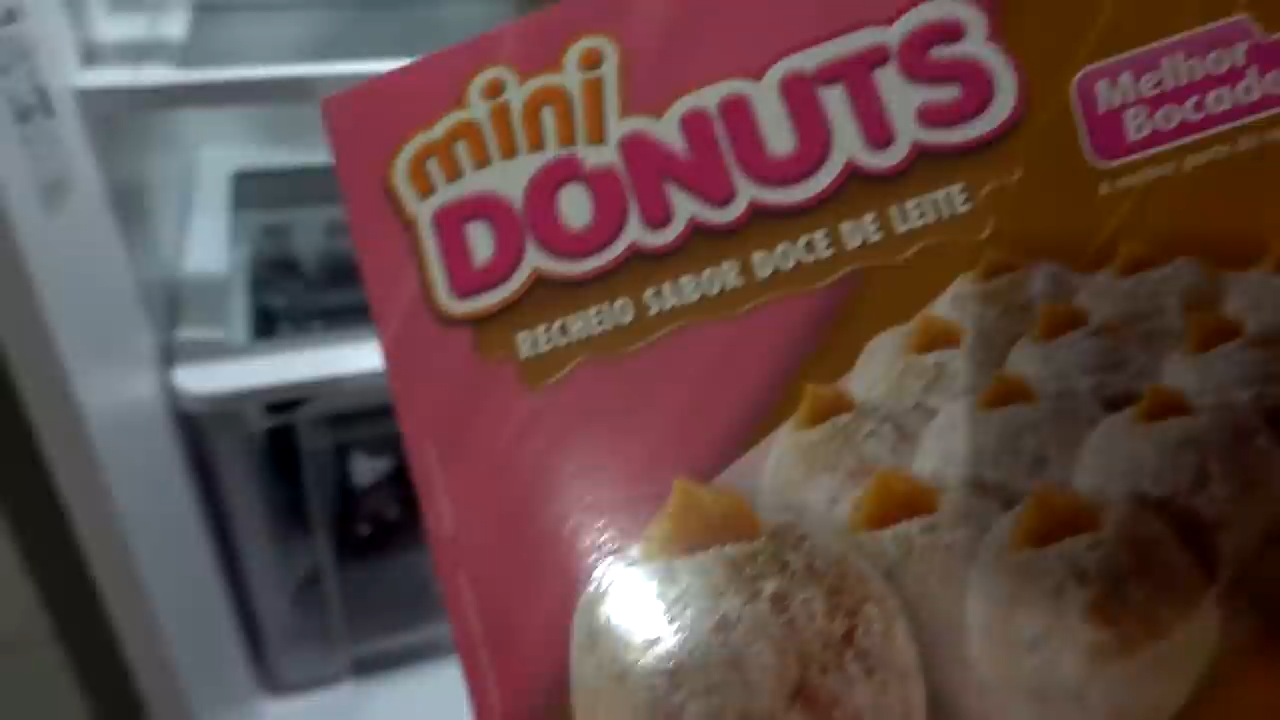 mini
DONUTS
RECHEIO SABOR DOCE DE LEITE
Melhor
Bocado